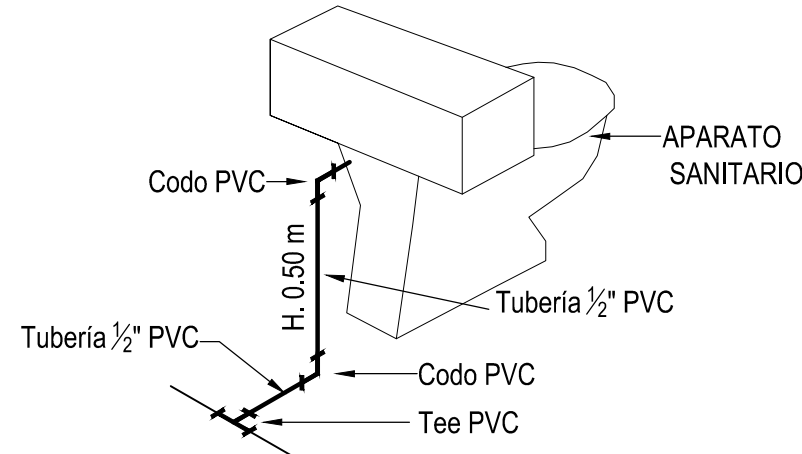 APARATO
SANITARIO
Codo PVC
H. 0.50 m
Tubería ½" PVC
Tubería ½" PVC
Codo PVC
Tee PVC